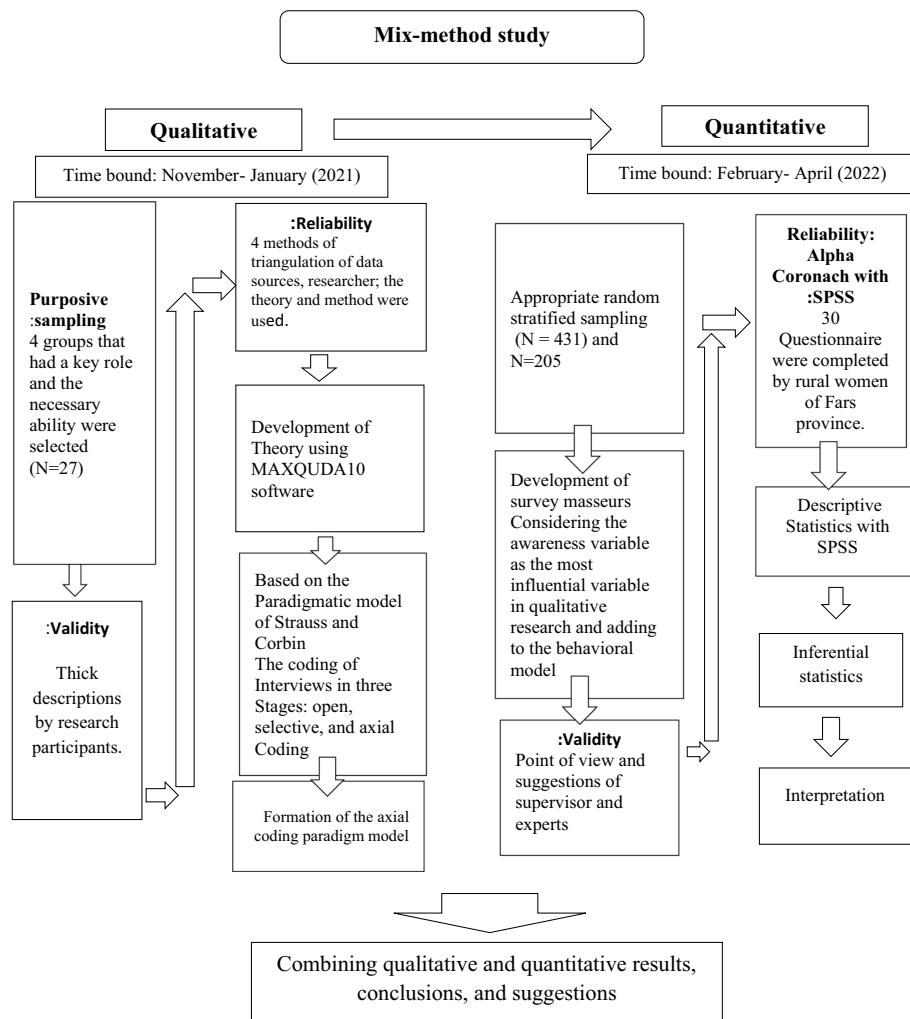 Mix-method study
Qualitative
Time bound: November- January (2021)
Purposive
:sampling
4 groups that
had a key role
and the
necessary
ability were
selected
(N=27)
:Validity
Thick
descriptions
by research
participants.
:Reliability
4 methods of
triangulation of data
sources, researcher; the
theory and method were
used.
Development of
Theory using
MAXQUDA10
software
Based on the
Paradigmatic model
of Strauss and
Corbin
The coding of
Interviews in three
Stages: open,
selective, and axial
Coding
Formation of the axial
coding paradigm model
Quantitative
Time bound: February- April (2022)
Appropriate random
stratified sampling
(N = 431) and
N=205
Development of
survey masseurs
Considering the
awareness variable
as the most
influential variable
in qualitative
research and adding
to the behavioral
model
:Validity
Point of view and
suggestions of
supervisor and
experts
Reliability:
Alpha
Coronach with
:SPSS
30
Questionnaire
were completed
by rural women
of Fars
province.
Descriptive
Statistics with
SPSS
Inferential
statistics
Interpretation
Combining qualitative and quantitative results,
conclusions, and suggestions